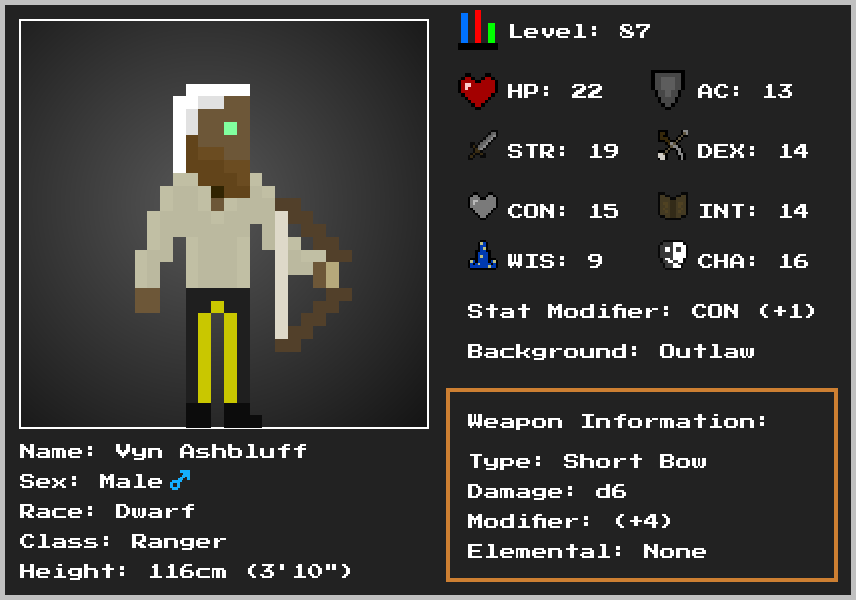 Level: 87
HP: 22 AC: 13
STR: 19 DEX: 14
CON: 15 INT: 14
WIS: 9 CHA: 16
Stat Modifier: CON (+1)
Background: Outlaw
Weapon Information:
Type: Short Bow
Damage: d6
Modifier: (+4)
Elemental: None
Name: Vyn Ashbluff
Sex: Male ♂
Race: Dwarf
Class: Ranger
Height: 116cm (3'10")